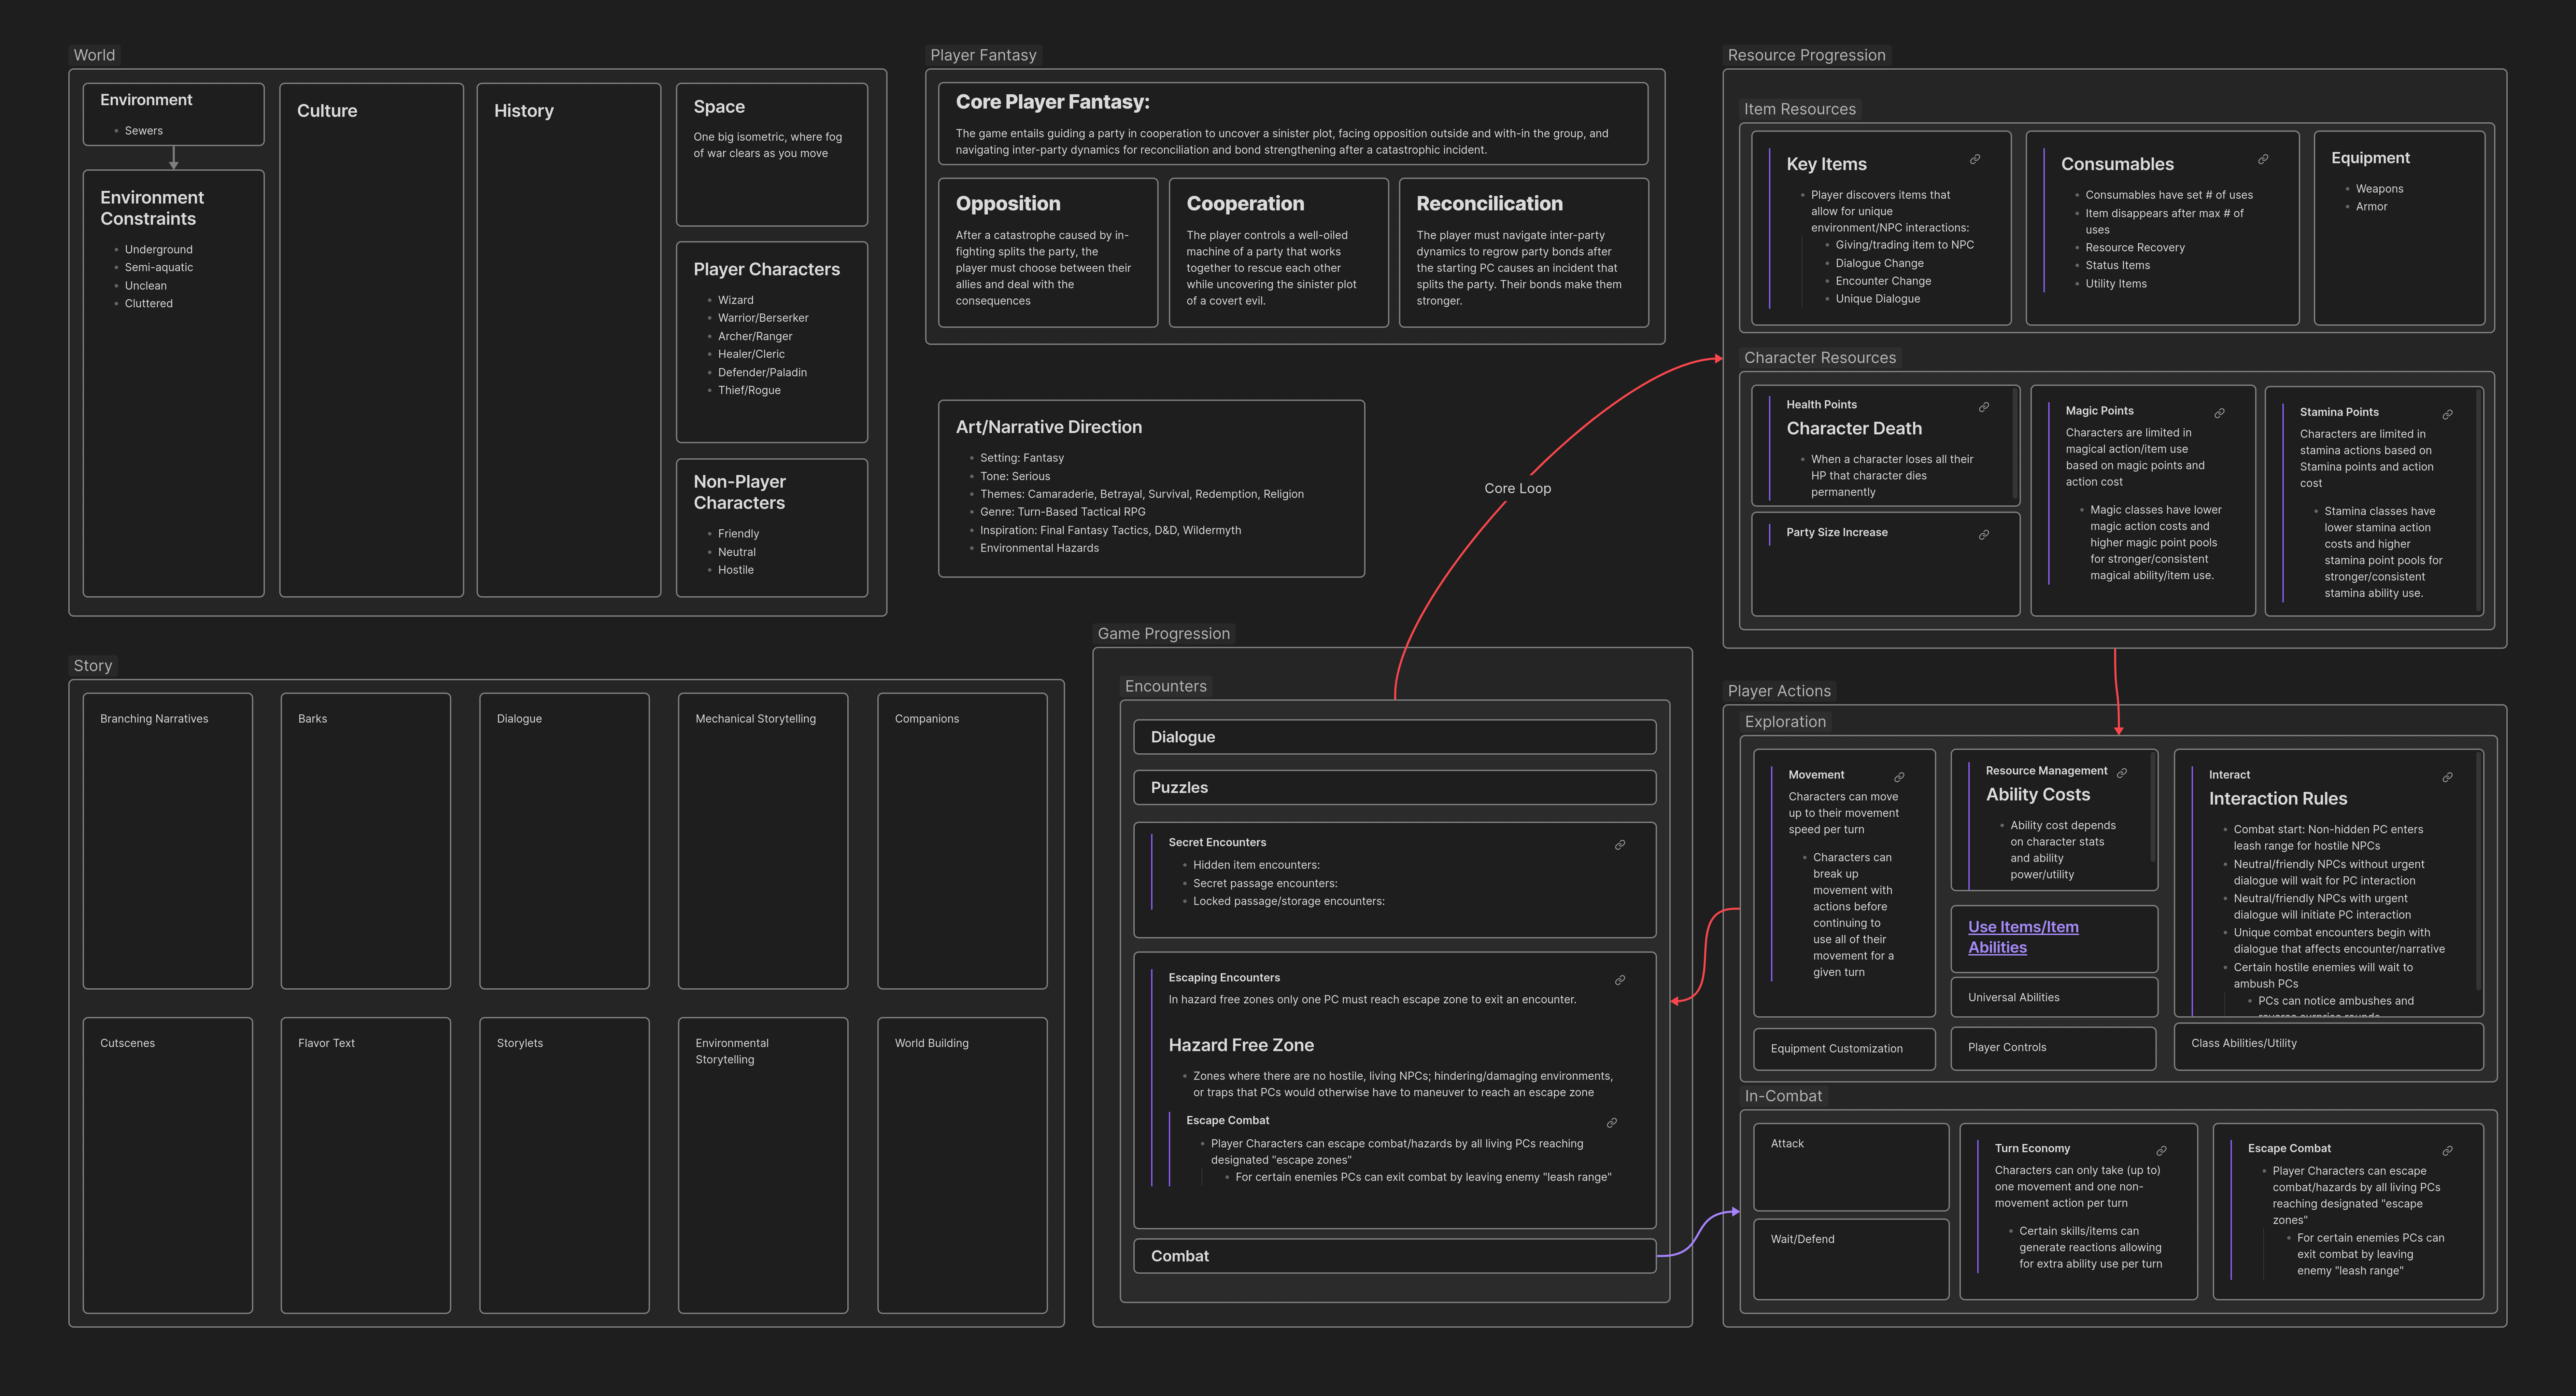 World
Environment
Sewers
Environment
Constraints
Underground
Semi-aquatic
Unclean
Cluttered
Culture
History
Space
One big isometric, where fog
of war clears as you move
Player Characters
Wizard
Warrior/Berserker
Archer/Ranger
Healer/Cleric
Defender/Paladin
Thief/Rogue
Non-Player
Characters
Friendly
Neutral
Hostile
Player Fantasy
Core Player Fantasy:
The game entails guiding a party in cooperation to uncover a sinister plot, facing opposition outside and with-in the group, and
navigating inter-party dynamics for reconciliation and bond strengthening after a catastrophic incident.
Opposition
After a catastrophe caused by in-
fighting splits the party, the
player must choose between their
allies and deal with the
consequences
Cooperation
The player controls a well-oiled
machine of a party that works
together to rescue each other
while uncovering the sinister plot
of a covert evil.
Reconcilication
The player must navigate inter-party
dynamics to regrow party bonds after
the starting PC causes an incident that
splits the party. Their bonds make them
stronger.
Art/Narrative Direction
Setting: Fantasy
Tone: Serious
Themes: Camaraderie, Betrayal, Survival, Redemption, Religion
Genre: Turn-Based Tactical RPG
Inspiration: Final Fantasy Tactics, D&D, Wildermyth
Environmental Hazards
Core Loop
Resource Progression
Item Resources
Key Items
Player discovers items that
allow for unique
environment/NPC interactions:
Giving/trading item to NPC
Dialogue Change
Encounter Change
Unique Dialogue
Consumables
Consumables have set # of uses
Item disappears after max # of
uses
Resource Recovery
Status Items
Utility Items
Equipment
Weapons
Armor
Character Resources
Health Points
Character Death
When a character loses all their
HP that character dies
permanently
Party Size Increase
Magic Points
Characters are limited in
magical action/item use
based on magic points and
action cost
Magic classes have lower
magic action costs and
higher magic point pools
for stronger/consistent
magical ability/item use.
Stamina Points
Characters are limited in
stamina actions based on
Stamina points and action
cost
Stamina classes have
lower stamina action
costs and higher
stamina point pools for
stronger/consistent
stamina ability use.
Story
Branching Narratives
Barks
Dialogue
Mechanical Storytelling
Companions
Cutscenes
Flavor Text
Storylets
Environmental
Storytelling
World Building
Game Progression
Encounters
Dialogue
Puzzles
Secret Encounters
Hidden item encounters:
Secret passage encounters:
Locked passage/storage encounters:
Escaping Encounters
In hazard free zones only one PC must reach escape zone to exit an encounter.
Hazard Free Zone
Zones where there are no hostile, living NPCs; hindering/damaging environments,
or traps that PCs would otherwise have to maneuver to reach an escape zone
Escape Combat
Player Characters can escape combat/hazards by all living PCs reaching
designated "escape zones"
For certain enemies PCs can exit combat by leaving enemy "leash range"
Combat
Player Actions
Exploration
Movement
Characters can move
up to their movement
speed per turn
Characters can
break up
movement with
actions before
continuing to
use all of their
movement for a
given turn
Resource Management
Ability Costs
Ability cost depends
on character stats
and ability
power/utility
Use Items/Item
Abilities
Universal Abilities
Interact
Interaction Rules
Combat start: Non-hidden PC enters
leash range for hostile NPCs
Neutral/friendly NPCs without urgent
dialogue will wait for PC interaction
Neutral/friendly NPCs with urgent
dialogue will initiate PC interaction
Unique combat encounters begin with
dialogue that affects encounter/narrative
Certain hostile enemies will wait to
ambush PCs
PCs can notice ambushes and
Equipment Customization
Player Controls
Class Abilities/Utility
In-Combat
Attack
Wait/Defend
Turn Economy
Characters can only take (up to)
one movement and one non-
movement action per turn
Certain skills/items can
generate reactions allowing
for extra ability use per turn
Escape Combat
Player Characters can escape
combat/hazards by all living PCs
reaching designated "escape
zones"
For certain enemies PCs can
exit combat by leaving
enemy "leash range"